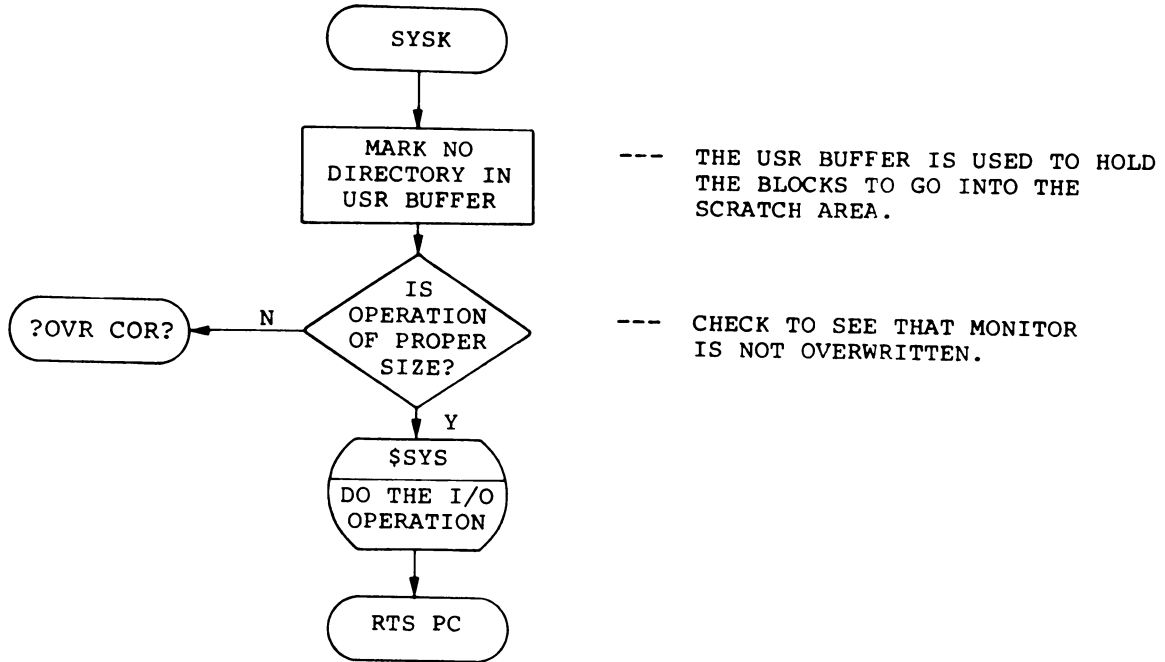 SYSK
MARK NO
DIRECTORY IN
USR BUFFER
--- THE USR BUFFER IS USED TO HOLD
THE BLOCKS TO GO INTO THE
SCRATCH AREA.
IS
OPERATION
OF PROPER
SIZE?
N
?OVR COR?
--- CHECK TO SEE THAT MONITOR
IS NOT OVERWRITTEN.
Y
$SYS
DO THE I/O
OPERATION
RTS PC